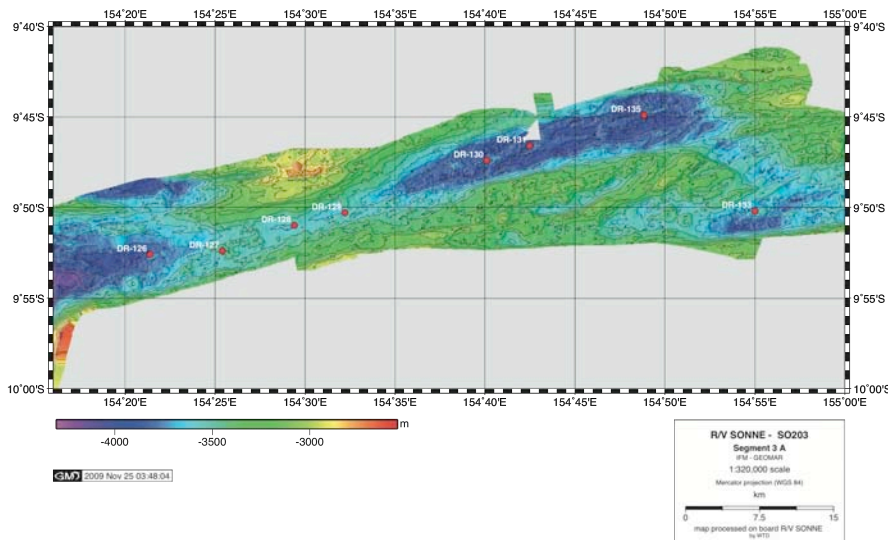 154˚20'E 154˚25'E 154˚30'E 154˚35'E 154˚40'E 154˚45'E 154˚50'E 154˚55'E 155˚00'E
9˚40'S 9˚40'S
9˚45'S 9˚45'S
DR-135
DR-131
DR-130
9˚50'S 9˚50'S
DR-133
DR-129
DR-128
DR-127
DR-126
9˚55'S 9˚55'S
10˚00'S 10˚00'S
154˚20'E 154˚25'E 154˚30'E 154˚35'E 154˚40'E 154˚45'E 154˚50'E 154˚55'E 155˚00'E
m
-4000 -3500 -3000
GMD 2009 Nov 25 03:48:04
R/V SONNE - SO203
Segment 3 A
IFM - GEOMAR
1:320,000 scale
Mercator projection (WGS 84)
km
0 7.5 15
map processed on board R/V SONNE
by WTD